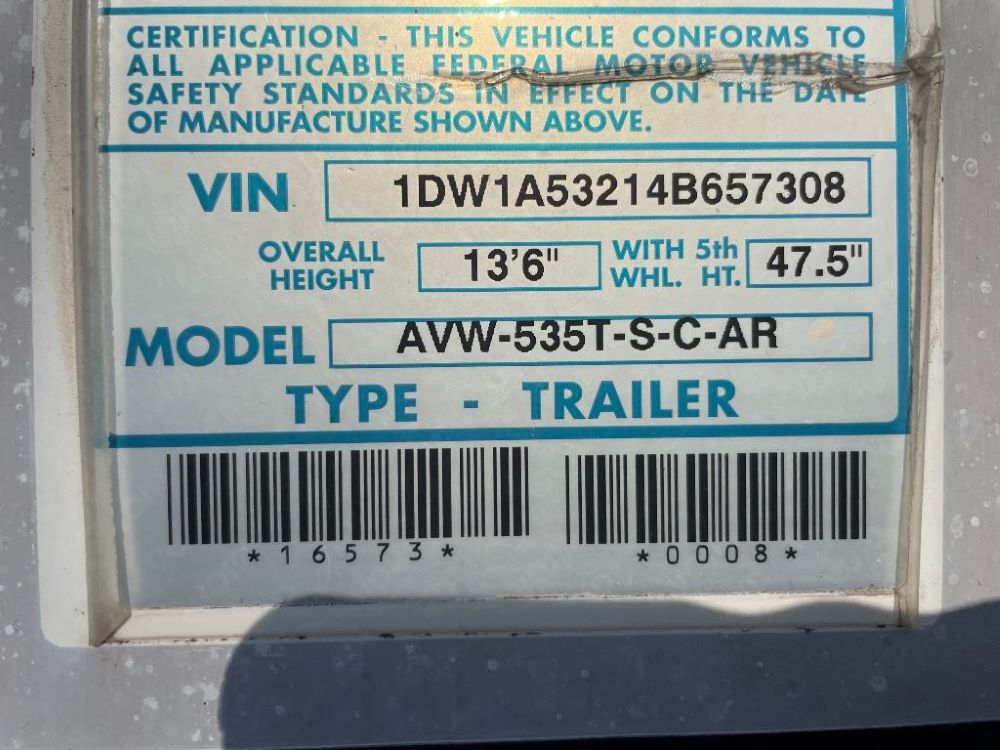 CERTIFICATION - THIS VEHICLE CONFORMS TO
ALL APPLICABLE FEDERAL MOTOR VEHICLE
SAFETY STANDARDS IN EFFECT ON THE DATE
OF MANUFACTURE SHOWN ABOVE.
VIN 1DW1A53214B657308
OVERALL HEIGHT 13'6" WITH 5th WHL. HT. 47.5"
MODEL AVW-535T-S-C-AR
TYPE - TRAILER
*16573* *0008*